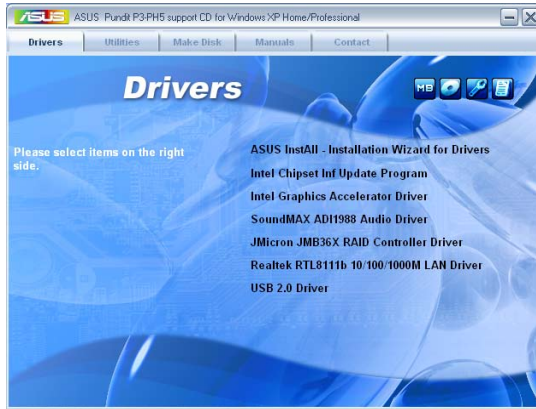 ASUS ASUS Pundit P3-PH5 support CD for Windows XP Home/Professional
Drivers Utilities Make Disk Manuals Contact
Drivers
MB
Please select items on the right
side.
ASUS InstAll - Installation Wizard for Drivers
Intel Chipset Inf Update Program
Intel Graphics Accelerator Driver
SoundMAX ADI1988 Audio Driver
JMicron JMB36X RAID Controller Driver
Realtek RTL8111b 10/100/1000M LAN Driver
USB 2.0 Driver